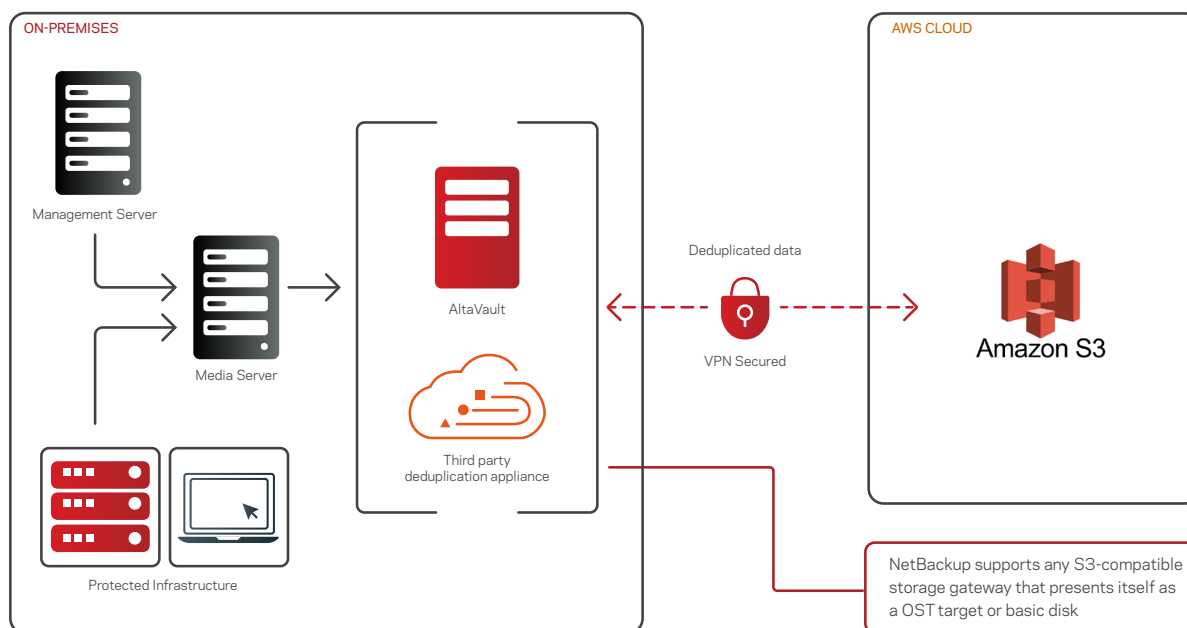 ON-PREMISES
AWS CLOUD
Management Server
Media Server
Protected Infrastructure
AltaVault
Third party
deduplication appliance
Deduplicated data
VPN Secured
Amazon S3
NetBackup supports any S3-compatible
storage gateway that presents itself as
a OST target or basic disk